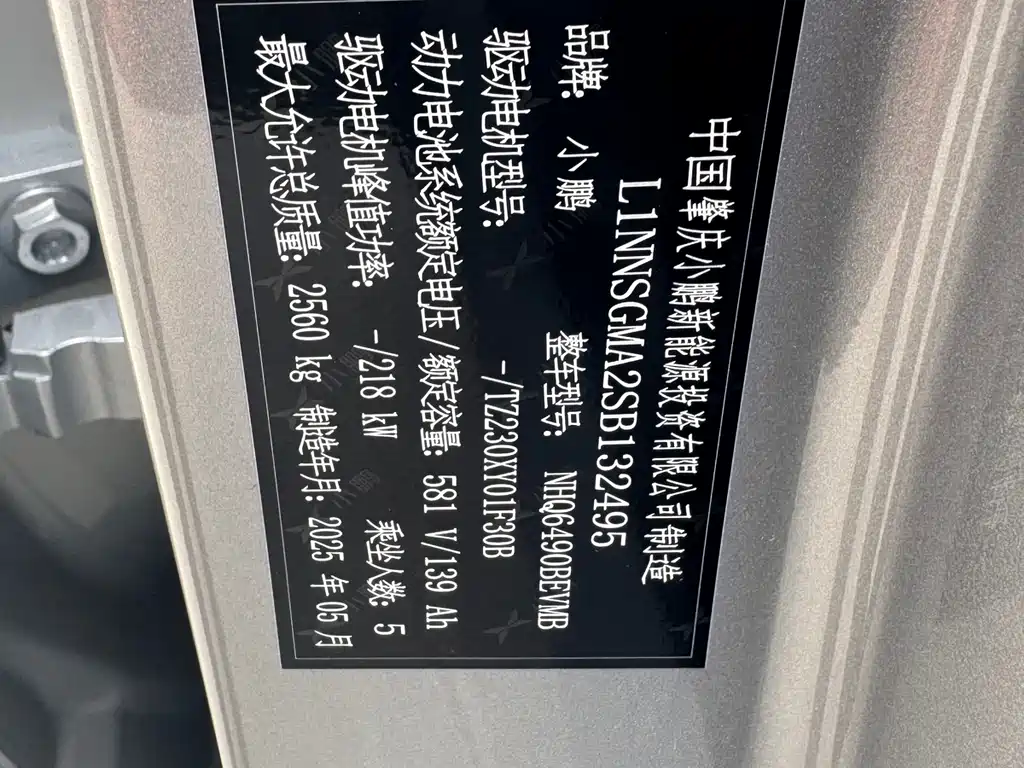 中国肇庆小鹏新能源投资有限公司制造
L1NNSGMA2SB132495
品牌: 小鹏 整车型号: NHQ6490BEVMB
驱动电机型号: -/TZ230XY01F30B
动力电池系统额定电压/额定容量: 581 V/139 Ah
驱动电机峰值功率: -/218 kW 乘坐人数: 5
最大允许总质量: 2560 kg 制造年月: 2025 年 05 月